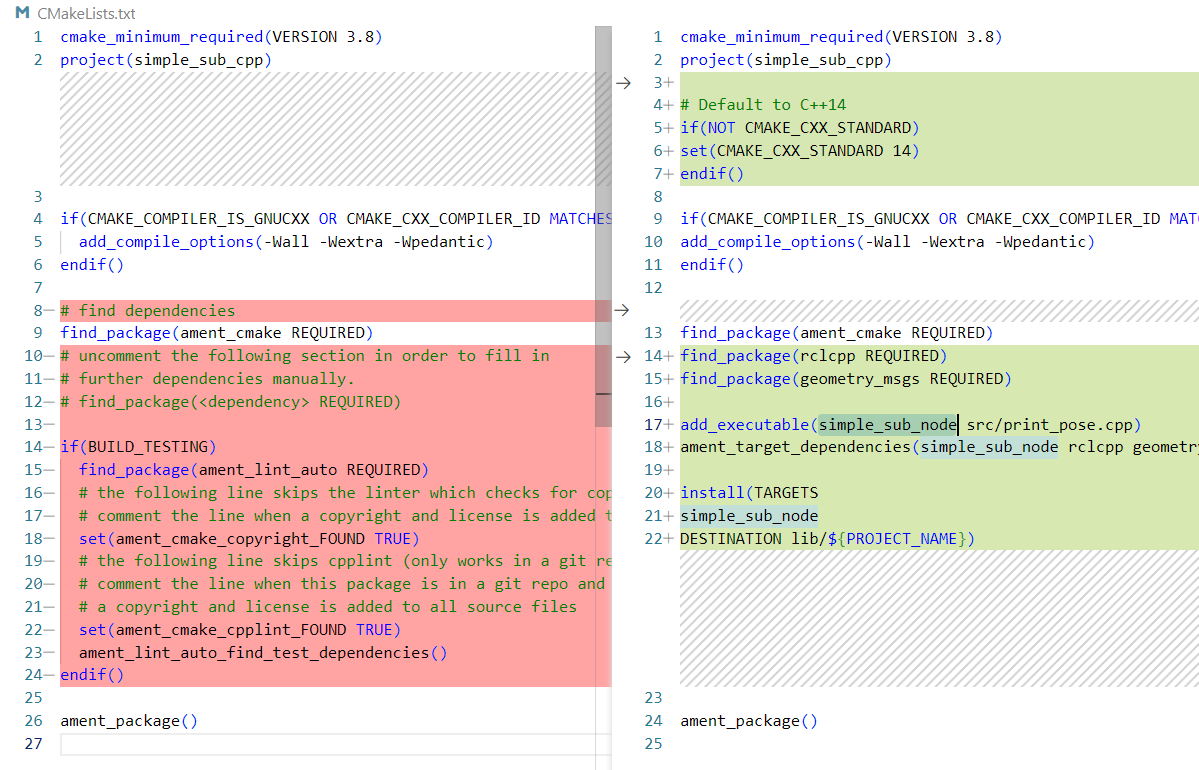 M CMakeLists.txt
1 cmake_minimum_required(VERSION 3.8)
2 project(simple_sub_cpp)
3
4 if(CMAKE_COMPILER_IS_GNUCXX OR CMAKE_CXX_COMPILER_ID MATCHES
5 add_compile_options(-Wall -Wextra -Wpedantic)
6 endif()
7
8— # find dependencies
9 find_package(ament_cmake REQUIRED)
10— # uncomment the following section in order to fill in
11— # further dependencies manually.
12— # find_package(<dependency> REQUIRED)
13—
14— if(BUILD_TESTING)
15— find_package(ament_lint_auto REQUIRED)
16— # the following line skips the linter which checks for cop
17— # comment the line when a copyright and license is added t
18— set(ament_cmake_copyright_FOUND TRUE)
19— # the following line skips cpplint (only works in a git re
20— # comment the line when this package is in a git repo and
21— # a copyright and license is added to all source files
22— set(ament_cmake_cpplint_FOUND TRUE)
23— ament_lint_auto_find_test_dependencies()
24— endif()
25
26 ament_package()
27
1 cmake_minimum_required(VERSION 3.8)
2 project(simple_sub_cpp)
→ 3+
4+ # Default to C++14
5+ if(NOT CMAKE_CXX_STANDARD)
6+ set(CMAKE_CXX_STANDARD 14)
7+ endif()
8
9 if(CMAKE_COMPILER_IS_GNUCXX OR CMAKE_CXX_COMPILER_ID MAT
10 add_compile_options(-Wall -Wextra -Wpedantic)
11 endif()
12
→
13 find_package(ament_cmake REQUIRED)
→ 14+ find_package(rclcpp REQUIRED)
15+ find_package(geometry_msgs REQUIRED)
16+
17+ add_executable(simple_sub_node src/print_pose.cpp)
18+ ament_target_dependencies(simple_sub_node rclcpp geometry
19+
20+ install(TARGETS
21+ simple_sub_node
22+ DESTINATION lib/${PROJECT_NAME})
23
24 ament_package()
25